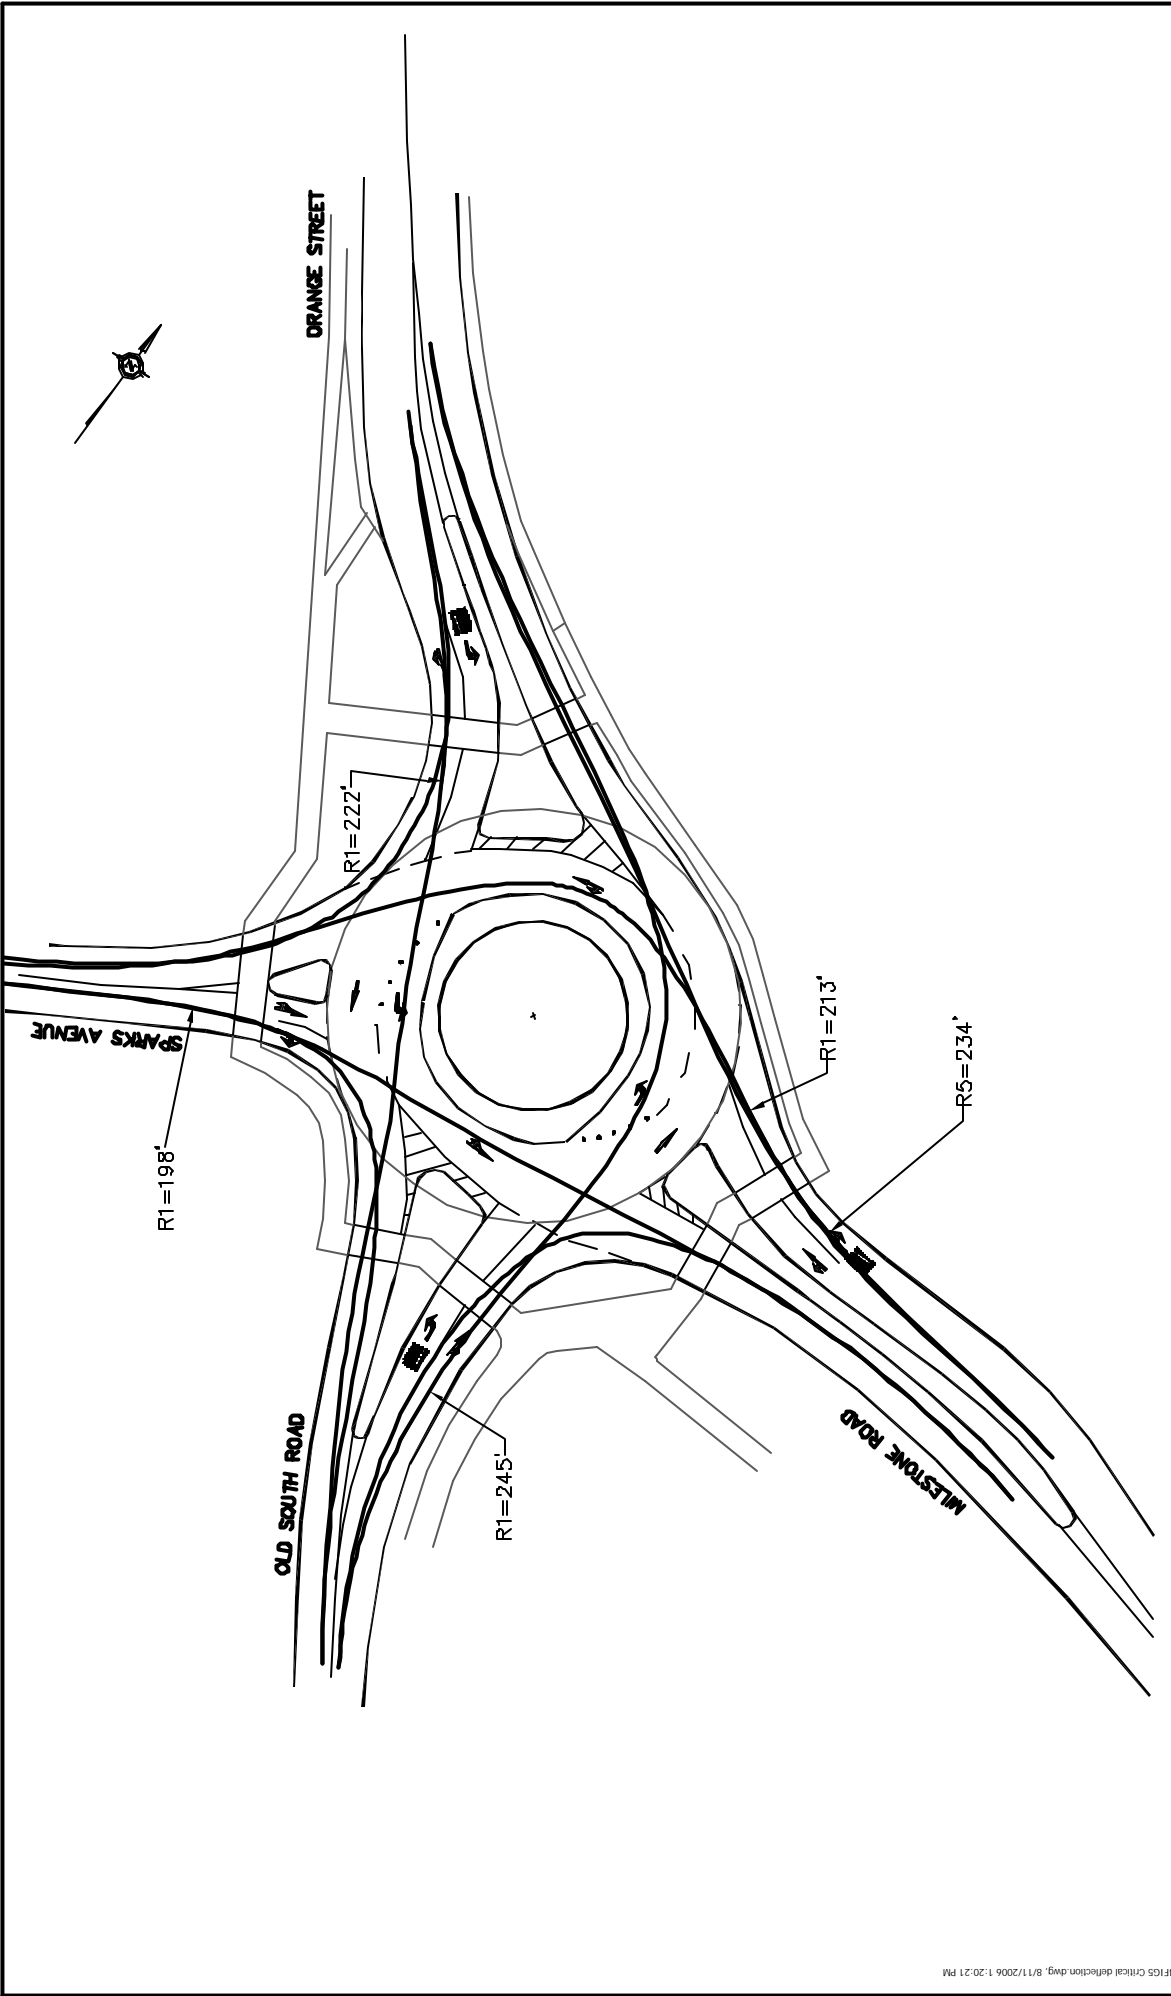 ORANGE STREET
R1=222'
SPARKS AVENUE
R1=198'
R1=213'
R5=234'
R1=245'
OLD SOUTH ROAD
MILESTONE ROAD
FIG5 Critical deflection.dwg, 8/11/2006 1:20:21 PM